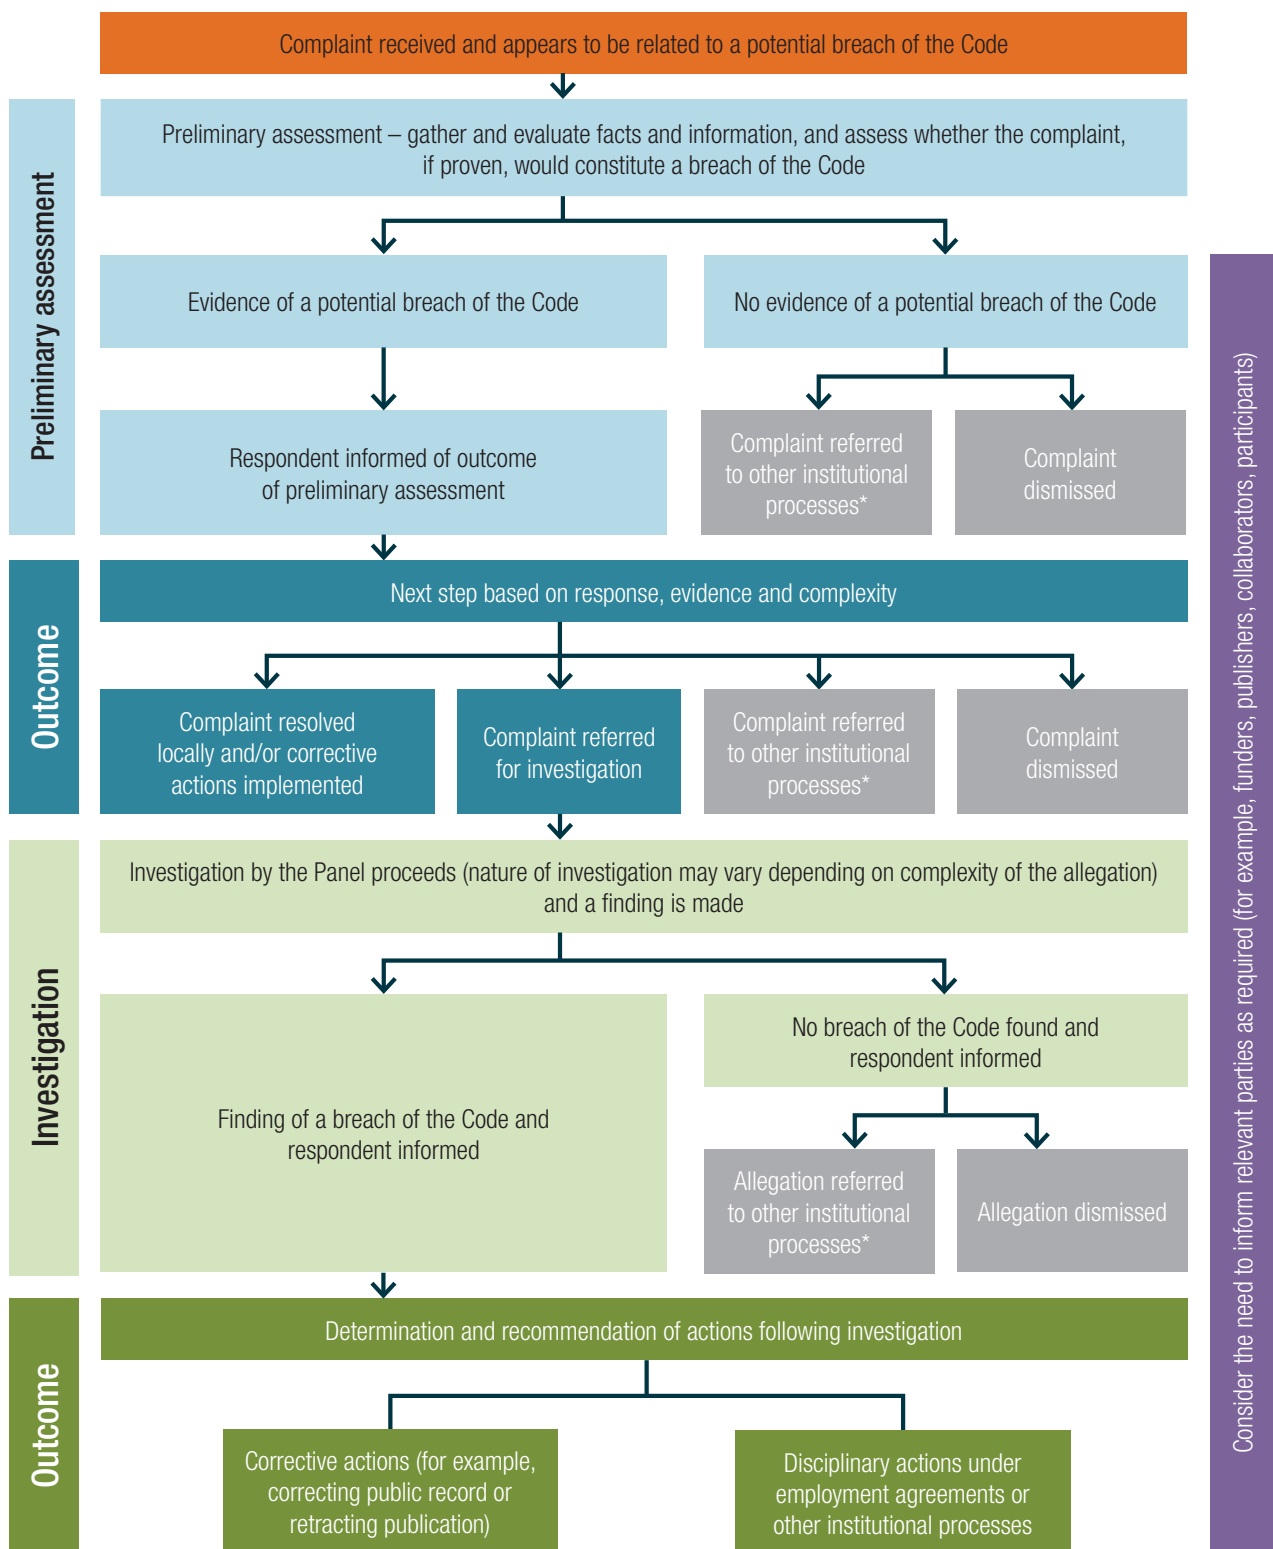 Complaint received and appears to be related to a potential breach of the Code
Preliminary assessment
Preliminary assessment – gather and evaluate facts and information, and assess whether the complaint,
if proven, would constitute a breach of the Code
Evidence of a potential breach of the Code
No evidence of a potential breach of the Code
Respondent informed of outcome
of preliminary assessment
Complaint referred
to other institutional
processes*
Complaint
dismissed
Outcome
Next step based on response, evidence and complexity
Complaint resolved
locally and/or corrective
actions implemented
Complaint referred
for investigation
Complaint referred
to other institutional
processes*
Complaint
dismissed
Investigation
Investigation by the Panel proceeds (nature of investigation may vary depending on complexity of the allegation)
and a finding is made
Finding of a breach of the Code and
respondent informed
No breach of the Code found and
respondent informed
Allegation referred
to other institutional
processes*
Allegation dismissed
Outcome
Determination and recommendation of actions following investigation
Corrective actions (for example,
correcting public record or
retracting publication)
Disciplinary actions under
employment agreements or
other institutional processes
Consider the need to inform relevant parties as required (for example, funders, publishers, collaborators, participants)